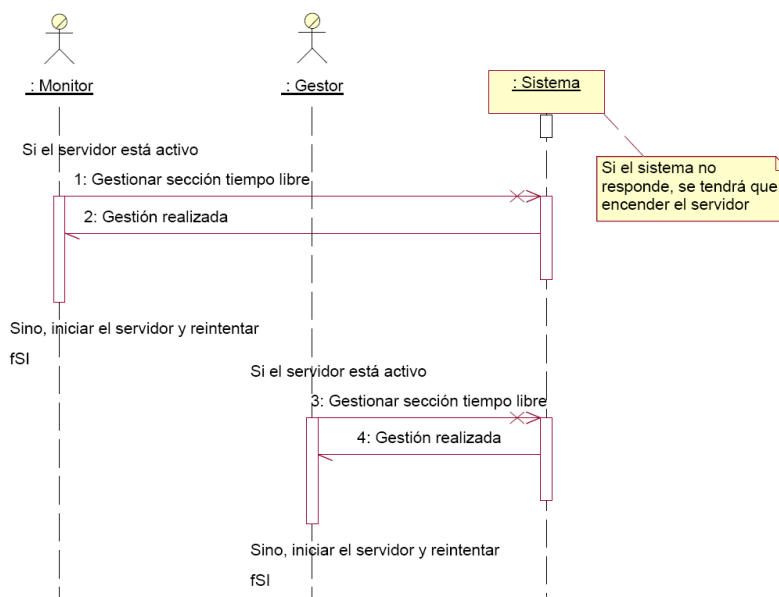 : Monitor
: Gestor
: Sistema
Si el servidor está activo
1: Gestionar sección tiempo libre
2: Gestión realizada
Si el sistema no
responde, se tendrá que
encender el servidor
Sino, iniciar el servidor y reintentar
fSI
Si el servidor está activo
3: Gestionar sección tiempo libre
4: Gestión realizada
Sino, iniciar el servidor y reintentar
fSI